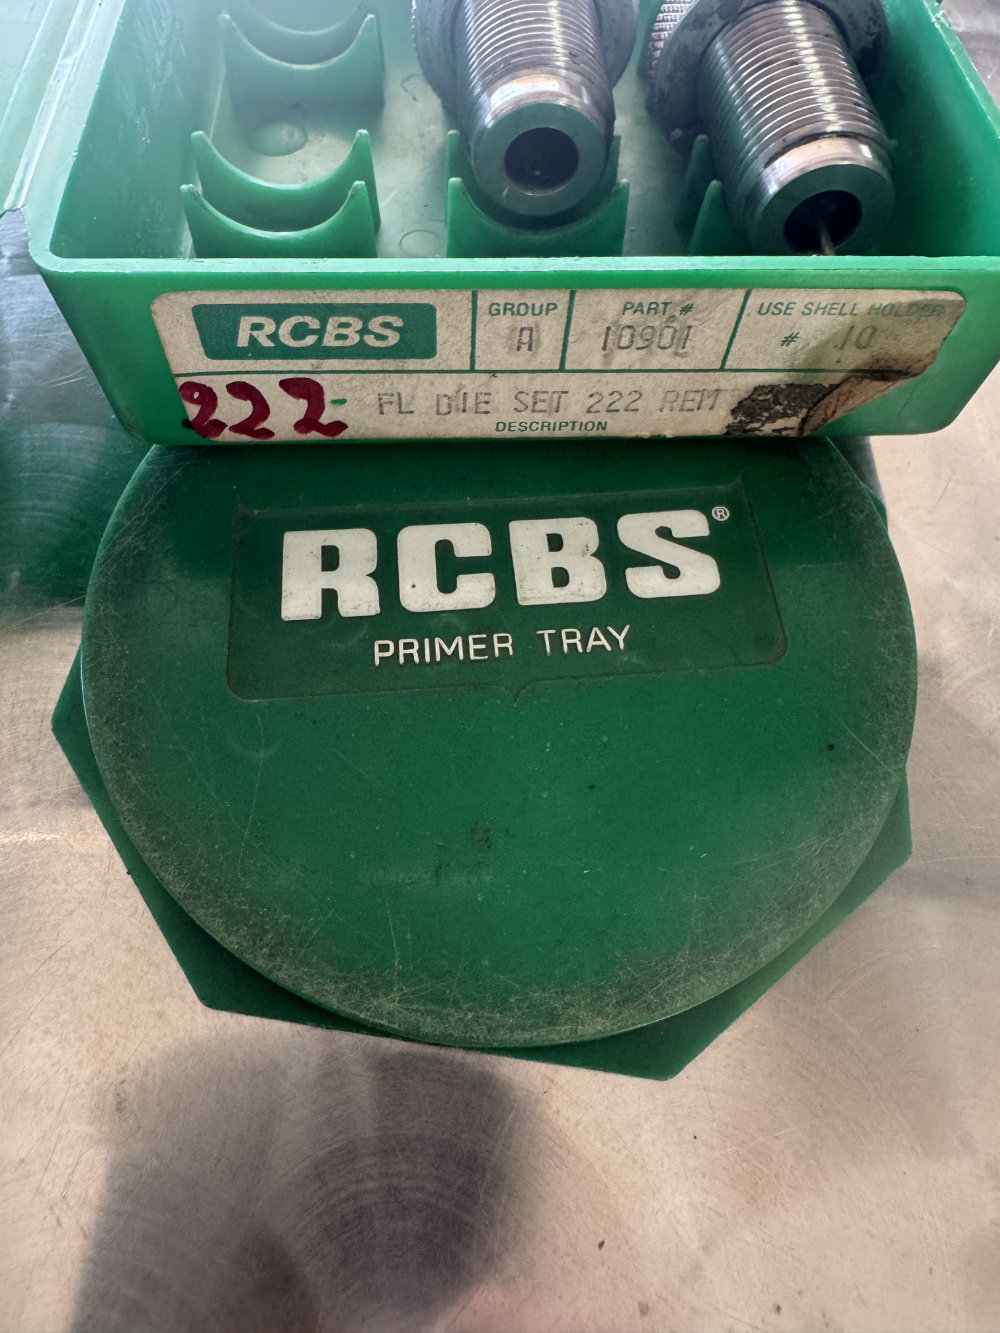 RCBS
GROUP
A
PART #
10901
USE SHELL HOLDER
# 10
222-
FL DIE SET 222 REM
DESCRIPTION
RCBS®
PRIMER TRAY